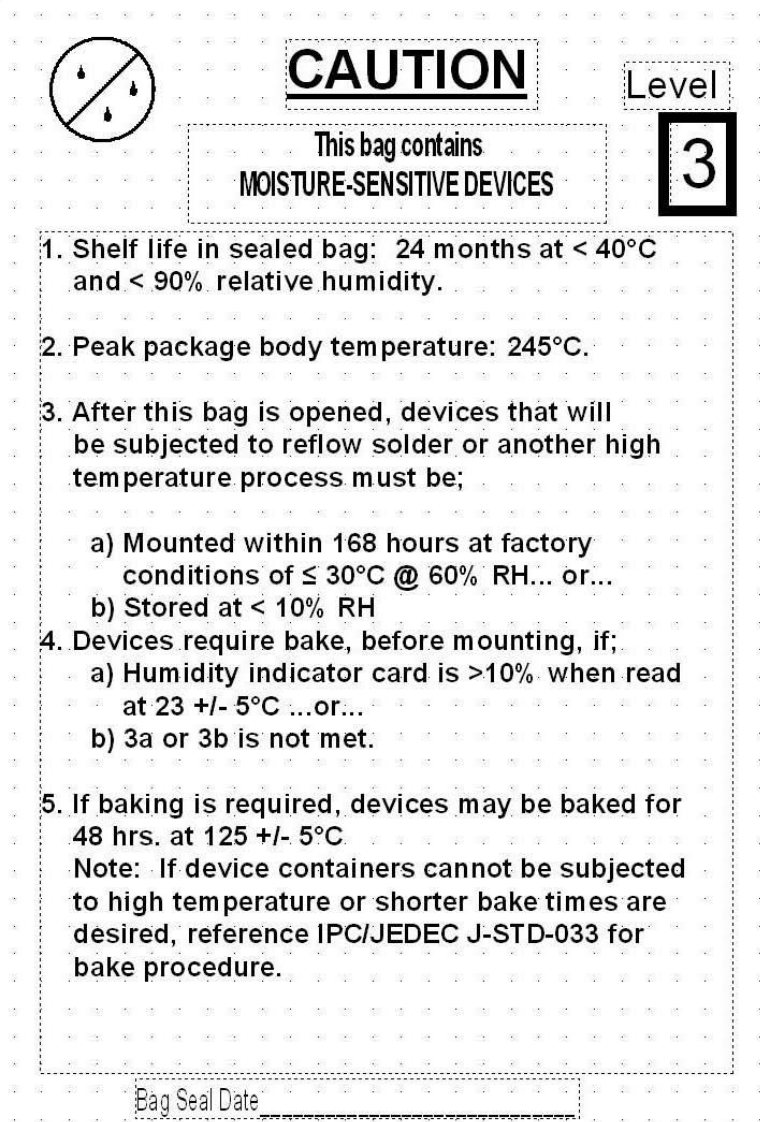 CAUTION
Level
3
This bag contains
MOISTURE-SENSITIVE DEVICES
1. Shelf life in sealed bag: 24 months at < 40°C
and < 90% relative humidity.
2. Peak package body temperature: 245°C.
3. After this bag is opened, devices that will
be subjected to reflow solder or another high
temperature process must be;
a) Mounted within 168 hours at factory
conditions of ≤ 30°C @ 60% RH... or...
b) Stored at < 10% RH
4. Devices require bake, before mounting, if;
a) Humidity indicator card is >10% when read
at 23 +/- 5°C ...or...
b) 3a or 3b is not met.
5. If baking is required, devices may be baked for
48 hrs. at 125 +/- 5°C
Note: If device containers cannot be subjected
to high temperature or shorter bake times are
desired, reference IPC/JEDEC J-STD-033 for
bake procedure.
Bag Seal Date____________________________